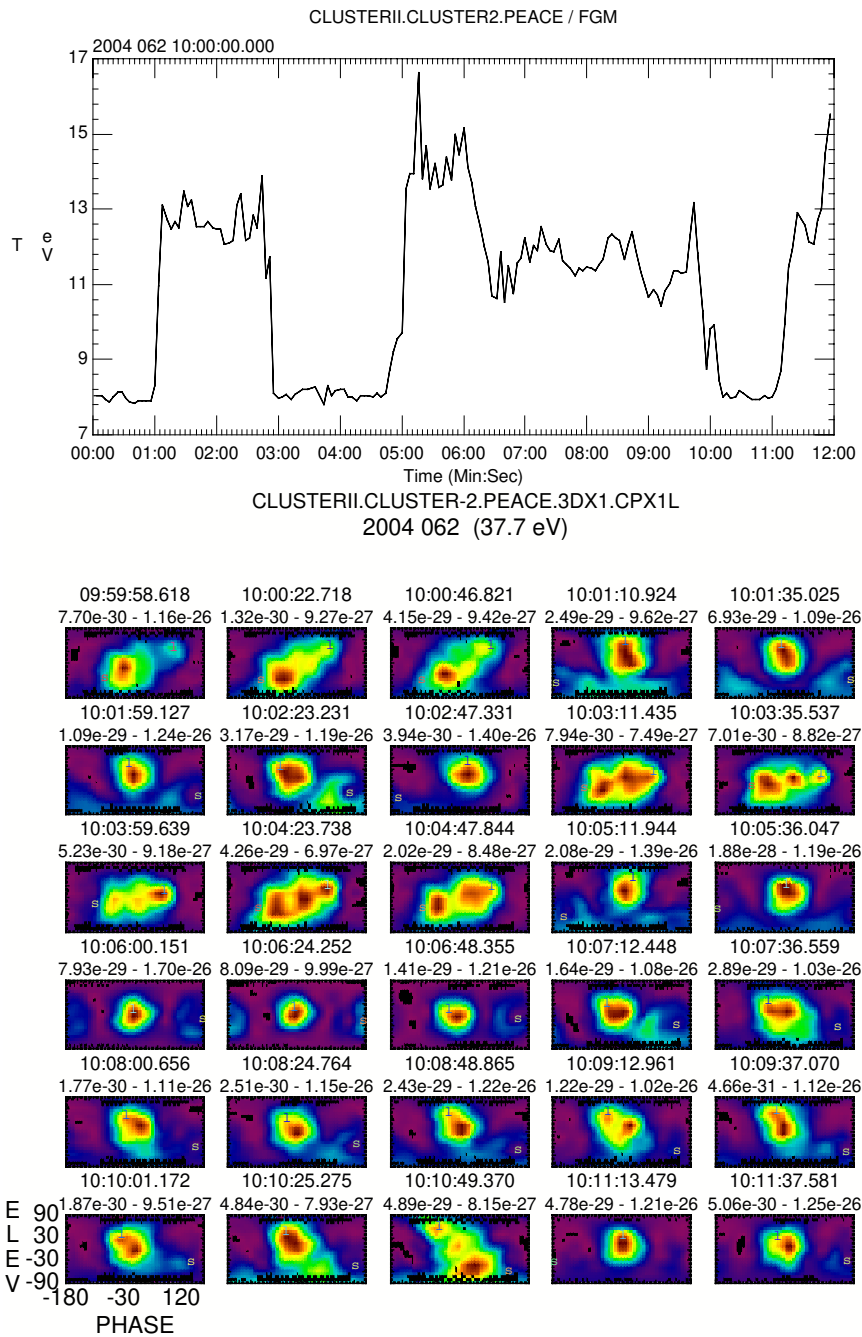 CLUSTERII.CLUSTER2.PEACE / FGM
2004 062 10:00:00.000
17
15
13
11
9
7
T
e
V
00:00 01:00 02:00 03:00 04:00 05:00 06:00 07:00 08:00 09:00 10:00 11:00 12:00
Time (Min:Sec)
CLUSTERII.CLUSTER-2.PEACE.3DX1.CPX1L
2004 062 (37.7 eV)
09:59:58.618 10:00:22.718 10:00:46.821 10:01:10.924 10:01:35.025
7.70e-30 - 1.16e-26 1.32e-30 - 9.27e-27 4.15e-29 - 9.42e-27 2.49e-29 - 9.62e-27 6.93e-29 - 1.09e-26
S
10:01:59.127 10:02:23.231 10:02:47.331 10:03:11.435 10:03:35.537
1.09e-29 - 1.24e-26 3.17e-29 - 1.19e-26 3.94e-30 - 1.40e-26 7.94e-30 - 7.49e-27 7.01e-30 - 8.82e-27
S S S
10:03:59.639 10:04:23.738 10:04:47.844 10:05:11.944 10:05:36.047
5.23e-30 - 9.18e-27 4.26e-29 - 6.97e-27 2.02e-29 - 8.48e-27 2.08e-29 - 1.39e-26 1.88e-28 - 1.19e-26
S S
10:06:00.151 10:06:24.252 10:06:48.355 10:07:12.448 10:07:36.559
7.93e-29 - 1.70e-26 8.09e-29 - 9.99e-27 1.41e-29 - 1.21e-26 1.64e-29 - 1.08e-26 2.89e-29 - 1.03e-26
S S S S S
10:08:00.656 10:08:24.764 10:08:48.865 10:09:12.961 10:09:37.070
1.77e-30 - 1.11e-26 2.51e-30 - 1.15e-26 2.43e-29 - 1.22e-26 1.22e-29 - 1.02e-26 4.66e-31 - 1.12e-26
S S S S S
10:10:01.172 10:10:25.275 10:10:49.370 10:11:13.479 10:11:37.581
1.87e-30 - 9.51e-27 4.84e-30 - 7.93e-27 4.89e-29 - 8.15e-27 4.78e-29 - 1.21e-26 5.06e-30 - 1.25e-26
S S S S S
E
L
E
V
90
30
-30
-90
-180 -30 120
PHASE